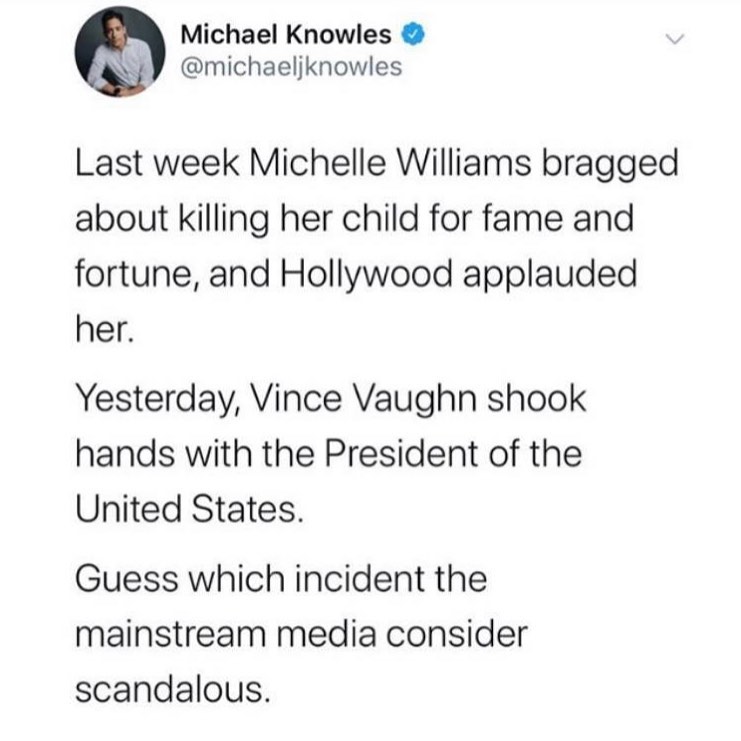 Michael Knowles
@michaeljknowles
Last week Michelle Williams bragged
about killing her child for fame and
fortune, and Hollywood applauded
her.
Yesterday, Vince Vaughn shook
hands with the President of the
United States.
Guess which incident the
mainstream media consider
scandalous.